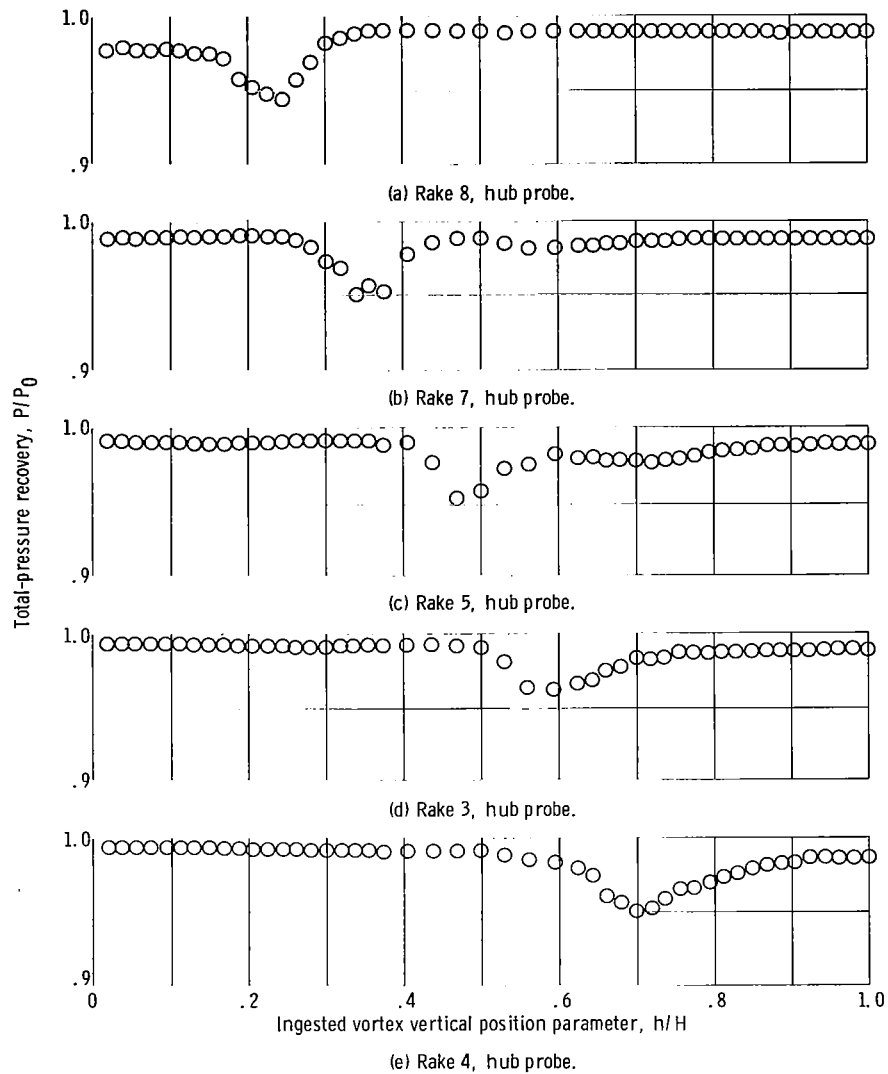 1.0
.9
(a) Rake 8, hub probe.
1.0
.9
(b) Rake 7, hub probe.
1.0
.9
(c) Rake 5, hub probe.
1.0
.9
(d) Rake 3, hub probe.
1.0
.9
Total-pressure recovery, P/P0
0 .2 .4 .6 .8 1.0
Ingested vortex vertical position parameter, h/H
(e) Rake 4, hub probe.